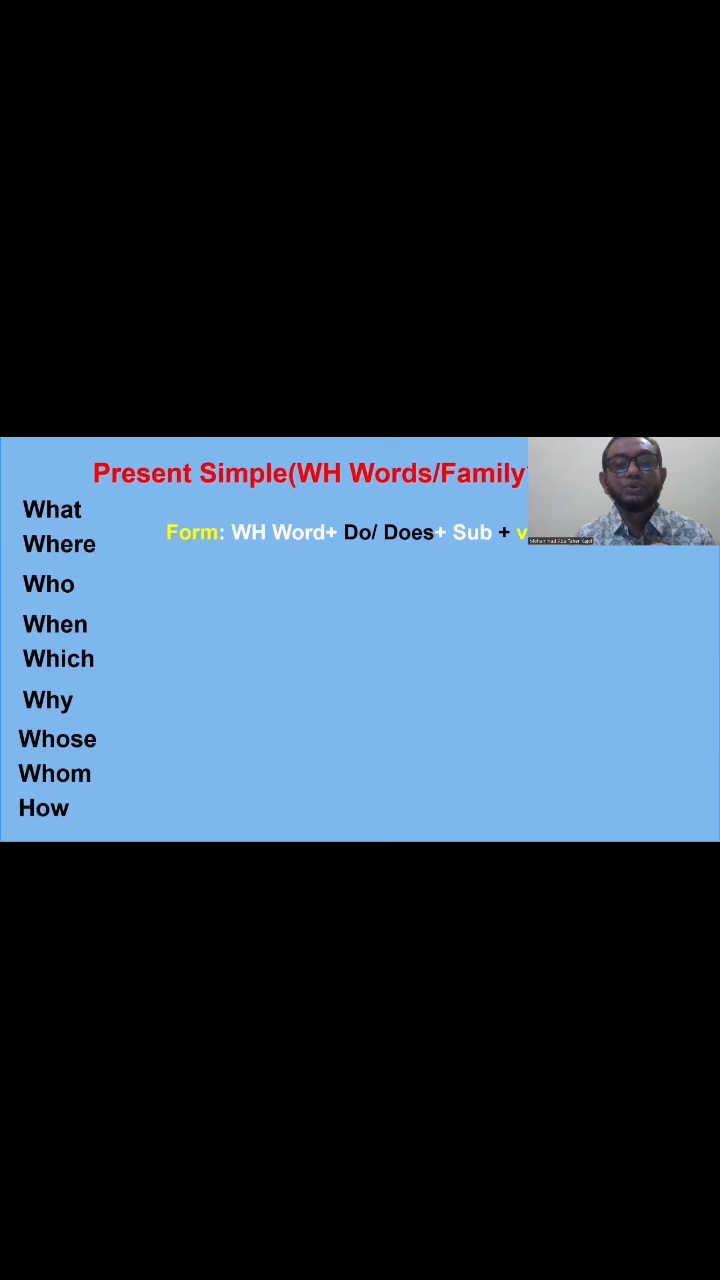 Present Simple(WH Words/Family
What
Form: WH Word+ Do/ Does+ Sub + v
Where
Who
When
Which
Why
Whose
Whom
How